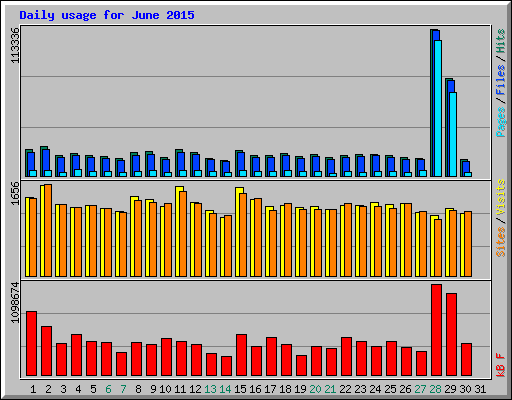 Daily usage for June 2015
113336
Pages / Files / Hits
1656
Sites / Visits
1098674
kB F
1 2 3 4 5 6 7 8 9 10 11 12 13 14 15 16 17 18 19 20 21 22 23 24 25 26 27 28 29 30 31